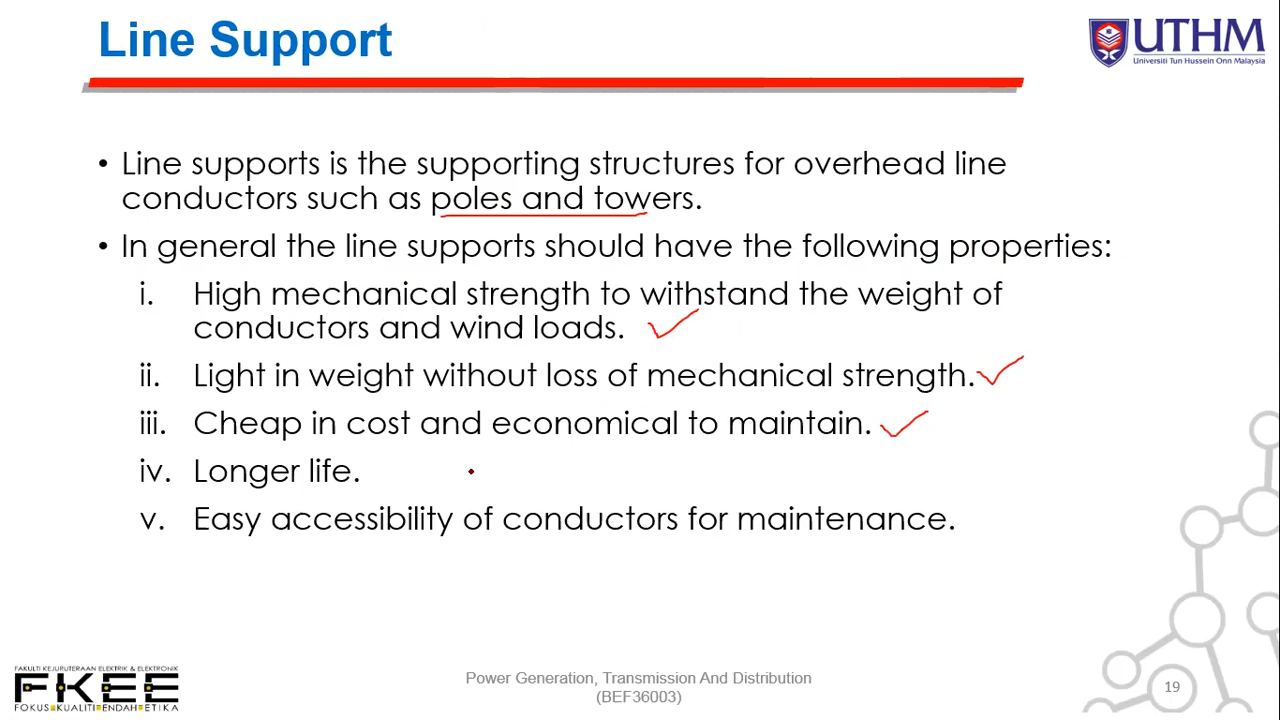 Line Support
UTHM
Universiti Tun Hussein Onn Malaysia
• Line supports is the supporting structures for overhead line
conductors such as poles and towers.
• In general the line supports should have the following properties:
i. High mechanical strength to withstand the weight of
conductors and wind loads.
ii. Light in weight without loss of mechanical strength.
iii. Cheap in cost and economical to maintain.
iv. Longer life.
v. Easy accessibility of conductors for maintenance.
FAKULTI KEJURUTERAAN ELEKTRIK & ELEKTRONIK
FKEE
FOKUS KUALITI ENDAH ETIKA
Power Generation, Transmission And Distribution
(BEF36003)
19